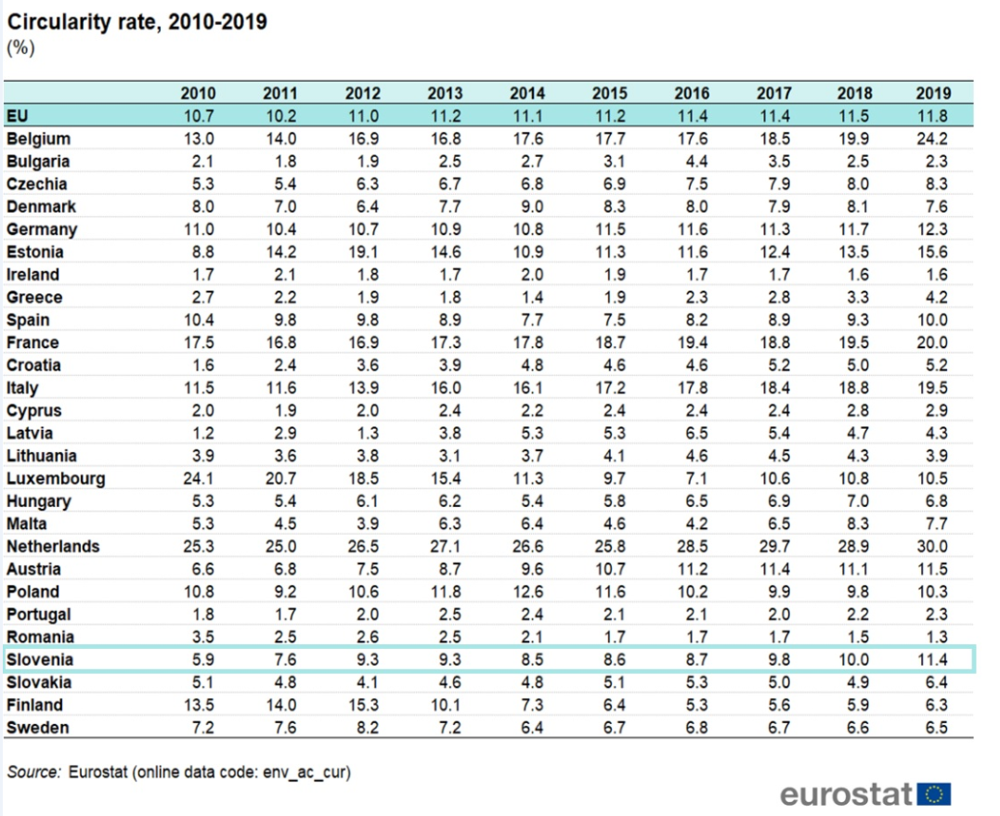 Circularity rate, 2010-2019
(%)
2010 2011 2012 2013 2014 2015 2016 2017 2018 2019
EU 10.7 10.2 11.0 11.2 11.1 11.2 11.4 11.4 11.5 11.8
Belgium 13.0 14.0 16.9 16.8 17.6 17.7 17.6 18.5 19.9 24.2
Bulgaria 2.1 1.8 1.9 2.5 2.7 3.1 4.4 3.5 2.5 2.3
Czechia 5.3 5.4 6.3 6.7 6.8 6.9 7.5 7.9 8.0 8.3
Denmark 8.0 7.0 6.4 7.7 9.0 8.3 8.0 7.9 8.1 7.6
Germany 11.0 10.4 10.7 10.9 10.8 11.5 11.6 11.3 11.7 12.3
Estonia 8.8 14.2 19.1 14.6 10.9 11.3 11.6 12.4 13.5 15.6
Ireland 1.7 2.1 1.8 1.7 2.0 1.9 1.7 1.7 1.6 1.6
Greece 2.7 2.2 1.9 1.8 1.4 1.9 2.3 2.8 3.3 4.2
Spain 10.4 9.8 9.8 8.9 7.7 7.5 8.2 8.9 9.3 10.0
France 17.5 16.8 16.9 17.3 17.8 18.7 19.4 18.8 19.5 20.0
Croatia 1.6 2.4 3.6 3.9 4.8 4.6 4.6 5.2 5.0 5.2
Italy 11.5 11.6 13.9 16.0 16.1 17.2 17.8 18.4 18.8 19.5
Cyprus 2.0 1.9 2.0 2.4 2.2 2.4 2.4 2.4 2.8 2.9
Latvia 1.2 2.9 1.3 3.8 5.3 5.3 6.5 5.4 4.7 4.3
Lithuania 3.9 3.6 3.8 3.1 3.7 4.1 4.6 4.5 4.3 3.9
Luxembourg 24.1 20.7 18.5 15.4 11.3 9.7 7.1 10.6 10.8 10.5
Hungary 5.3 5.4 6.1 6.2 5.4 5.8 6.5 6.9 7.0 6.8
Malta 5.3 4.5 3.9 6.3 6.4 4.6 4.2 6.5 8.3 7.7
Netherlands 25.3 25.0 26.5 27.1 26.6 25.8 28.5 29.7 28.9 30.0
Austria 6.6 6.8 7.5 8.7 9.6 10.7 11.2 11.4 11.1 11.5
Poland 10.8 9.2 10.6 11.8 12.6 11.6 10.2 9.9 9.8 10.3
Portugal 1.8 1.7 2.0 2.5 2.4 2.1 2.1 2.0 2.2 2.3
Romania 3.5 2.5 2.6 2.5 2.1 1.7 1.7 1.7 1.5 1.3
Slovenia 5.9 7.6 9.3 9.3 8.5 8.6 8.7 9.8 10.0 11.4
Slovakia 5.1 4.8 4.1 4.6 4.8 5.1 5.3 5.0 4.9 6.4
Finland 13.5 14.0 15.3 10.1 7.3 6.4 5.3 5.6 5.9 6.3
Sweden 7.2 7.6 8.2 7.2 6.4 6.7 6.8 6.7 6.6 6.5
Source: Eurostat (online data code: env_ac_cur)
eurostat